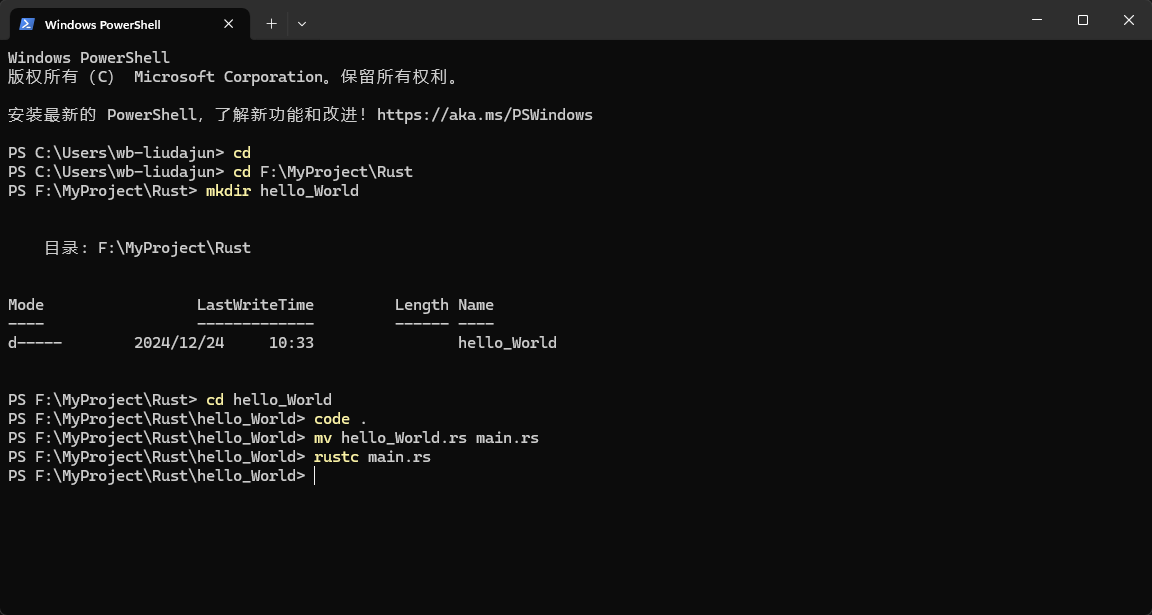 Windows PowerShell
Windows PowerShell
版权所有（C） Microsoft Corporation。保留所有权利。
安装最新的 PowerShell，了解新功能和改进！https://aka.ms/PSWindows
PS C:\Users\wb-liudajun> cd
PS C:\Users\wb-liudajun> cd F:\MyProject\Rust
PS F:\MyProject\Rust> mkdir hello_World
目录: F:\MyProject\Rust
Mode                 LastWriteTime         Length Name
----                 -------------         ------ ----
d-----        2024/12/24     10:33                hello_World
PS F:\MyProject\Rust> cd hello_World
PS F:\MyProject\Rust\hello_World> code .
PS F:\MyProject\Rust\hello_World> mv hello_World.rs main.rs
PS F:\MyProject\Rust\hello_World> rustc main.rs
PS F:\MyProject\Rust\hello_World>